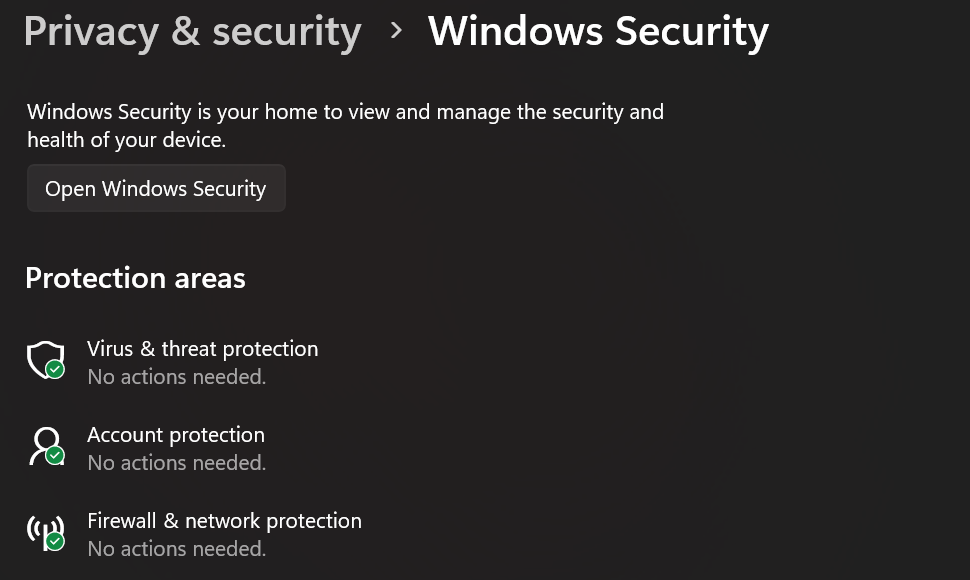 Privacy & security > Windows Security
Windows Security is your home to view and manage the security and
health of your device.
Open Windows Security
Protection areas
Virus & threat protection
No actions needed.
Account protection
No actions needed.
Firewall & network protection
No actions needed.